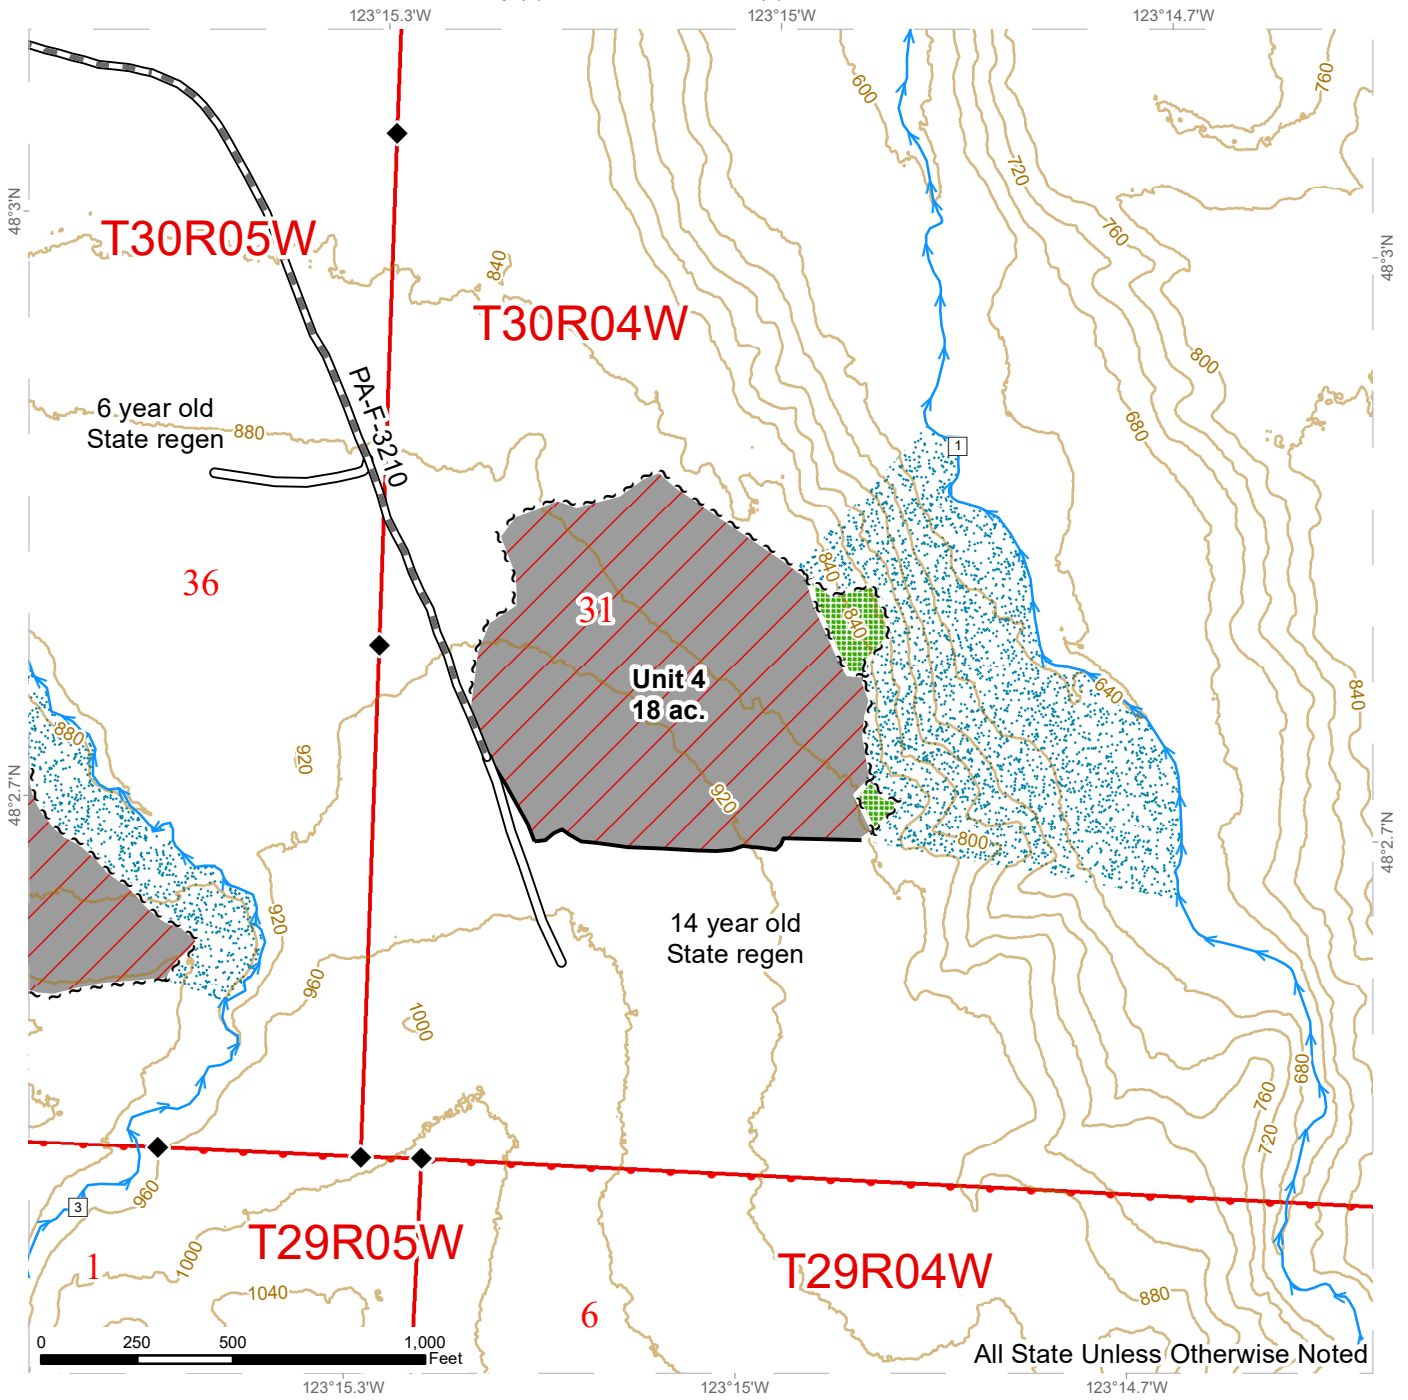 123°15.3'W
123°15'W
123°14.7'W
760
600
720
48°3'N
T30R05W
760
48°3'N
840
T30R04W
800
PA-F-3210
6 year old
State regen
880
680
1
840
36
31
840
Unit 4
18 ac.
640
840
880
920
48°2.7'N
920
800
48°2.7'N
920
14 year old
State regen
960
1000
680
760
720
960
3
T29R05W
1000
1
T29R04W
1040
880
6
0 250 500 1,000
Feet
All State Unless Otherwise Noted
123°15.3'W
123°15'W
123°14.7'W